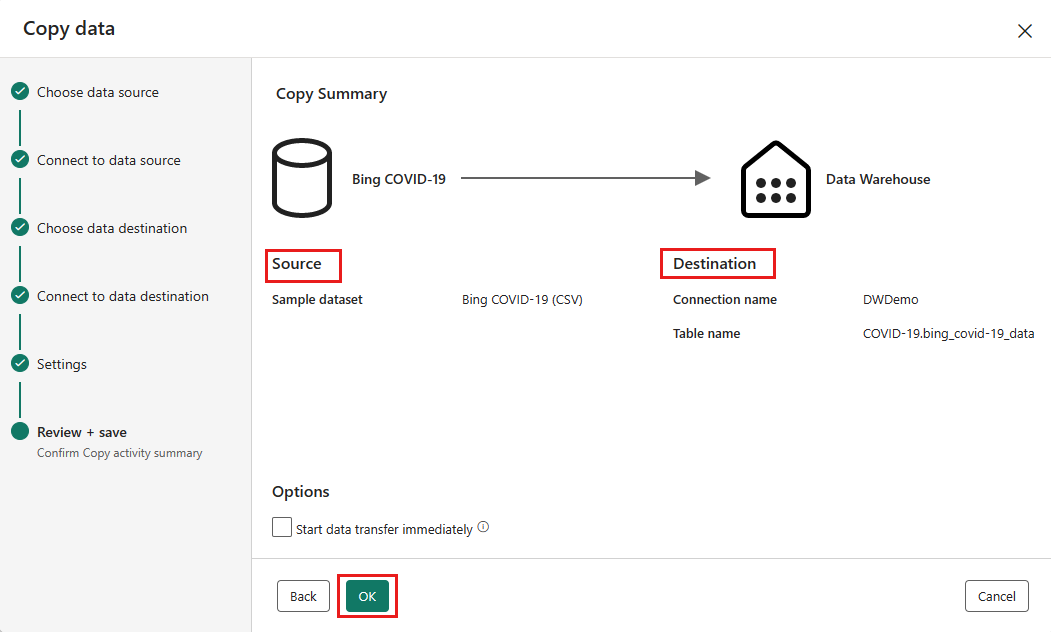 Copy data
Choose data source
Connect to data source
Choose data destination
Connect to data destination
Settings
Review + save
Confirm Copy activity summary
Copy Summary
Bing COVID-19
Data Warehouse
Source
Sample dataset Bing COVID-19 (CSV)
Destination
Connection name DWDemo
Table name COVID-19.bing_covid-19_data
Options
Start data transfer immediately
Back OK Cancel